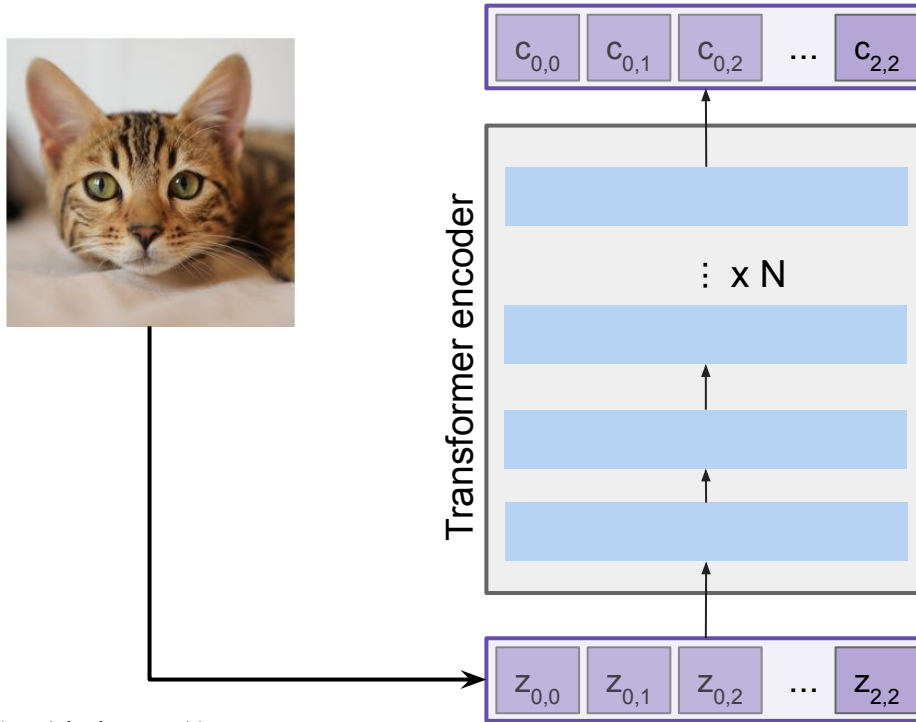 c0,0 c0,1 c0,2 ... c2,2
Transformer encoder
⋮ x N
z0,0 z0,1 z0,2 ... z2,2